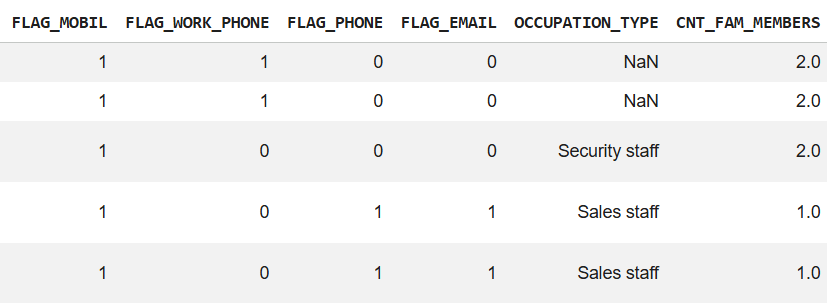 FLAG_MOBIL FLAG_WORK_PHONE FLAG_PHONE FLAG_EMAIL OCCUPATION_TYPE CNT_FAM_MEMBERS
1 1 0 0 NaN 2.0
1 1 0 0 NaN 2.0
1 0 0 0 Security staff 2.0
1 0 1 1 Sales staff 1.0
1 0 1 1 Sales staff 1.0